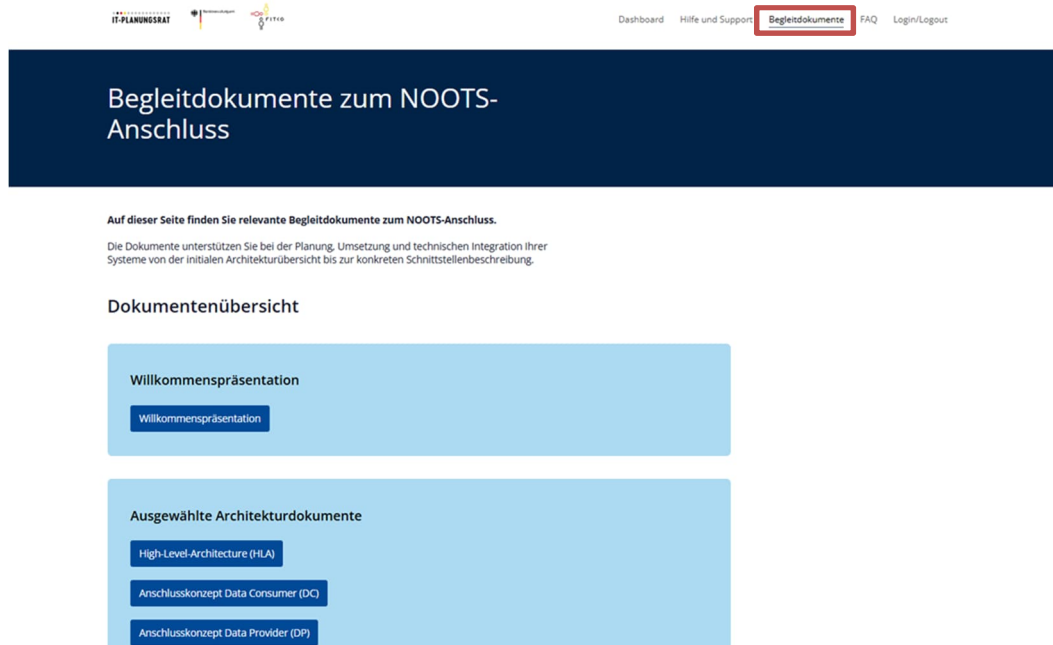 IT-PLANUNGSRAT
FITKO
Dashboard Hilfe und Support Begleitdokumente FAQ Login/Logout
Begleitdokumente zum NOOTS-
Anschluss
Auf dieser Seite finden Sie relevante Begleitdokumente zum NOOTS-Anschluss.
Die Dokumente unterstützen Sie bei der Planung, Umsetzung und technischen Integration Ihrer
Systeme von der initialen Architekturübersicht bis zur konkreten Schnittstellenbeschreibung.
Dokumentenübersicht
Willkommenspräsentation
Willkommenspräsentation
Ausgewählte Architekturdokumente
High-Level-Architecture (HLA)
Anschlusskonzept Data Consumer (DC)
Anschlusskonzept Data Provider (DP)